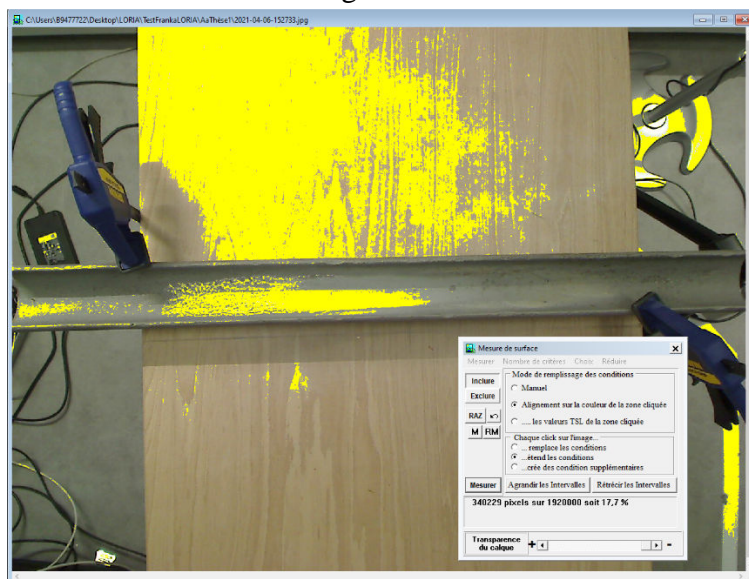 C:\Users\B9477722\Desktop\LORIA\TestFrankaLORIA\AaThèse1\2021-04-06-152733.jpg
Mesure de surface
Mesurer Nombre de critères Choix Réduire
Inclure
Exclure
RAZ
M RM
Mode de remplissage des conditions
Manuel
Alignement sur la couleur de la zone cliquée
..... les valeurs TSL de la zone cliquée
Chaque click sur l'image...
... remplace les conditions
...étend les conditions
...crée des condition supplémentaires
Mesurer Agrandir les Intervalles Rétrécir les Intervalles
340229 pixels sur 1920000 soit 17,7 %
Transparence
du calque + -